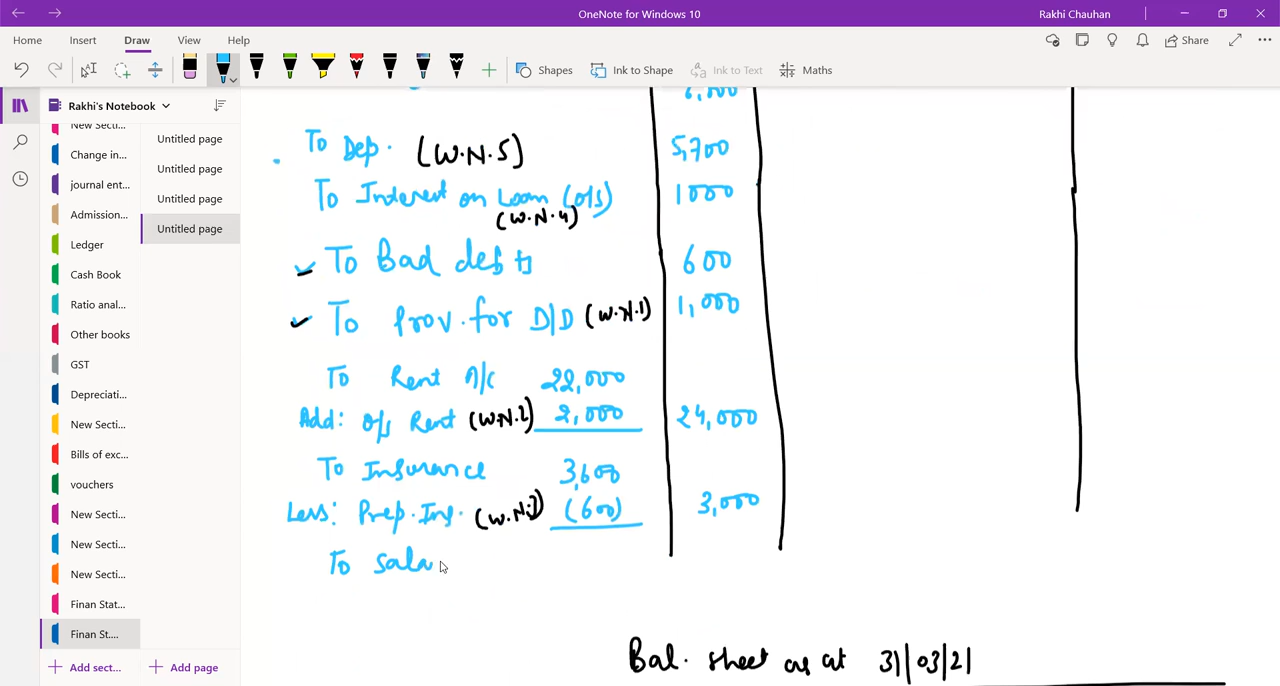 OneNote for Windows 10
Rakhi Chauhan
Home Insert Draw View Help
Share
Shapes Ink to Shape Ink to Text Maths
Rakhi's Notebook
New Secti...
Change in...
journal ent...
Admission...
Ledger
Cash Book
Ratio anal...
Other books
GST
Depreciati...
New Secti...
Bills of exc...
vouchers
New Secti...
New Secti...
New Secti...
Finan Stat...
Finan St....
Add sect...
Add page
Untitled page
Untitled page
Untitled page
Untitled page
To Dep. (W.N.5) 5,700
To Interest on Loan (o/s) 1000
(W.N.4)
To Bad debts 600
To Prov. for D/D (W.N.1) 1,000
To Rent A/c 22,000
Add: o/s Rent (W.N.2) 2,000 24,000
To Insurance 3,600
Less: Prep. Ins. (600) 3,000
To Sala
Bal. sheet as at 31/03/21